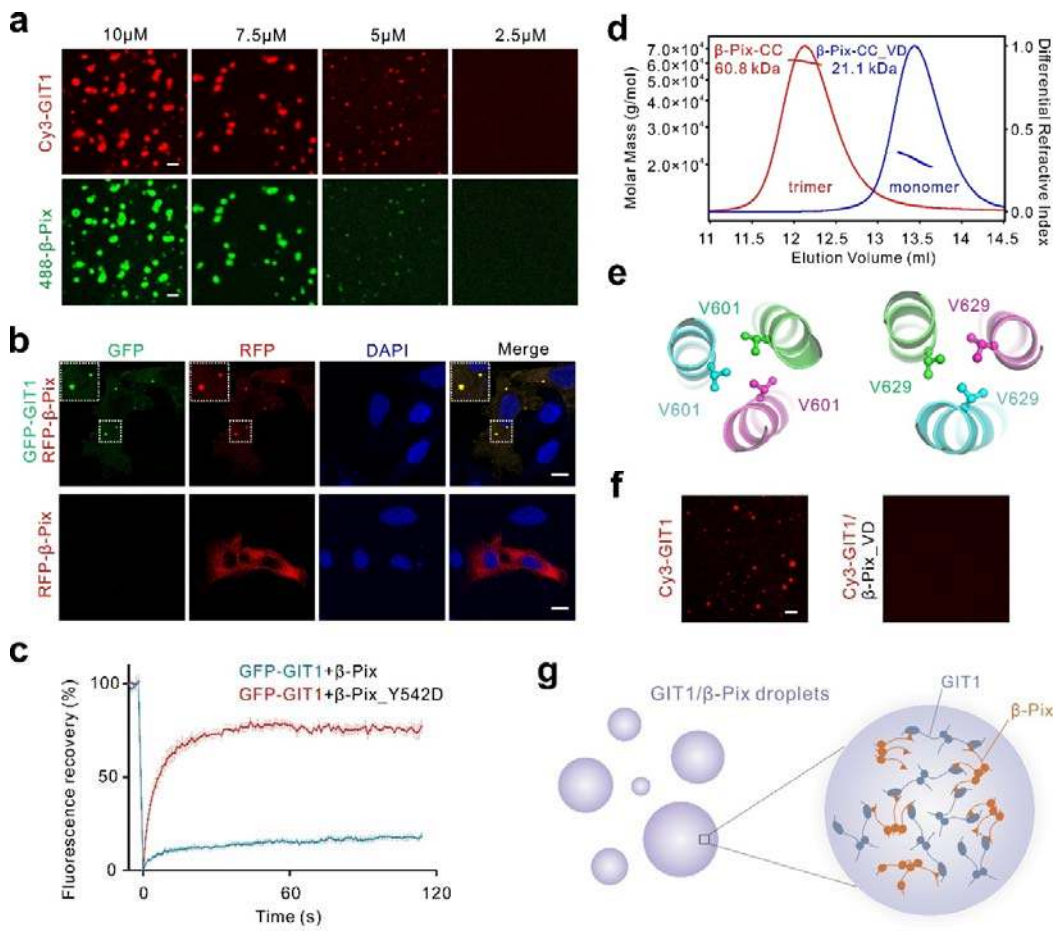 a
10μM
7.5μM
5μM
2.5μM
Cy3-GIT1
488-β-Pix
b
GFP
RFP
DAPI
Merge
GFP-GIT1
RFP-β-Pix
RFP-β-Pix
c
GFP-GIT1+β-Pix
GFP-GIT1+β-Pix_Y542D
Fluorescence recovery (%)
100
50
0
0
60
120
Time (s)
d
Molar Mass (g/mol)
7.0×10⁴
6.0×10⁴
5.0×10⁴
4.0×10⁴
3.0×10⁴
2.0×10⁴
β-Pix-CC
60.8 kDa
β-Pix-CC_VD
21.1 kDa
trimer
monomer
1.0
0.5
0.0
Differential Refractive Index
11
11.5
12
12.5
13
13.5
14
14.5
Elution Volume (ml)
e
V601
V601
V601
V629
V629
V629
f
Cy3-GIT1
Cy3-GIT1/
β-Pix_VD
g
GIT1/β-Pix droplets
GIT1
β-Pix